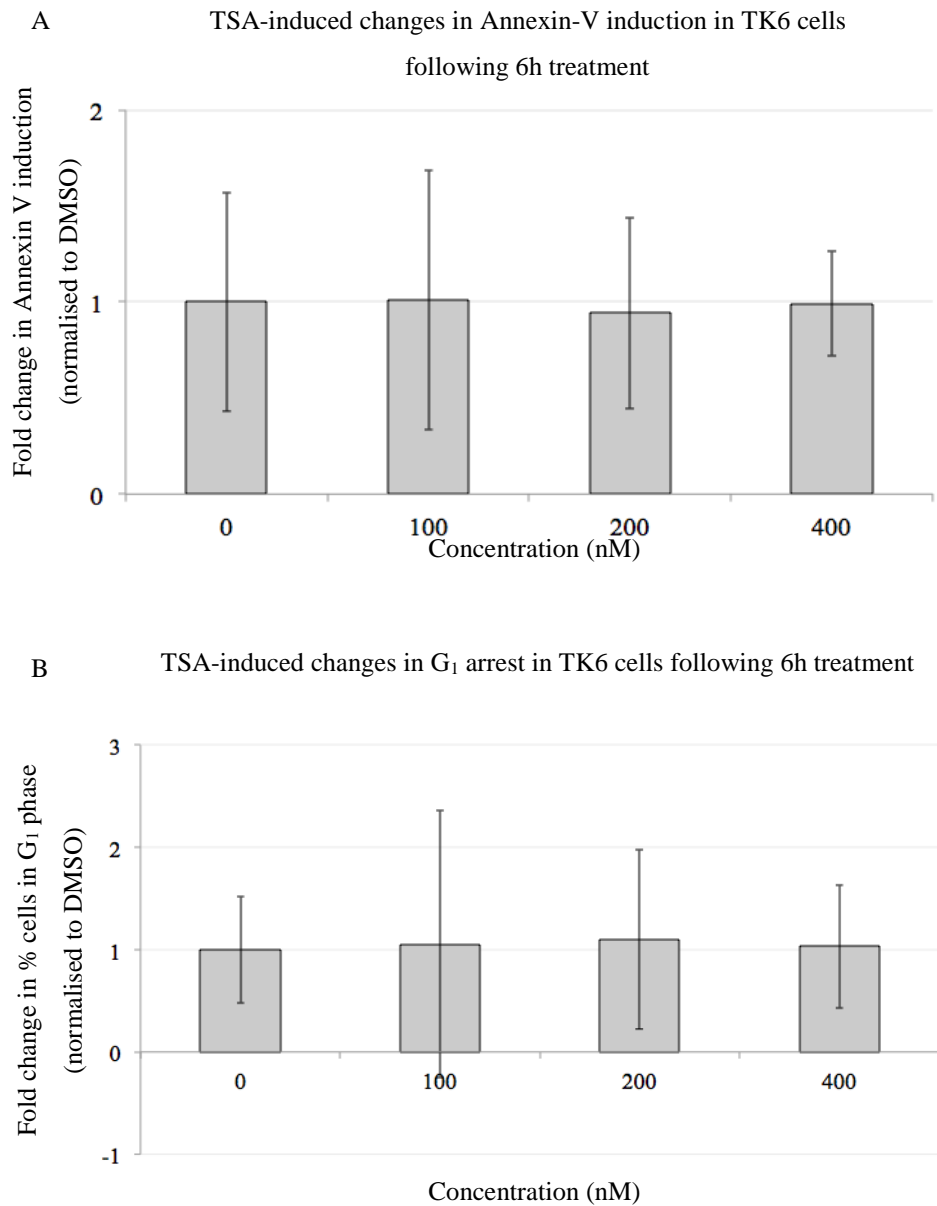 A
TSA-induced changes in Annexin-V induction in TK6 cells
following 6h treatment
Fold change in Annexin V induction
(normalised to DMSO)
2
1
0
0 100 200 400
Concentration (nM)
B
TSA-induced changes in G₁ arrest in TK6 cells following 6h treatment
Fold change in % cells in G₁ phase
(normalised to DMSO)
3
2
1
0
-1
0 100 200 400
Concentration (nM)